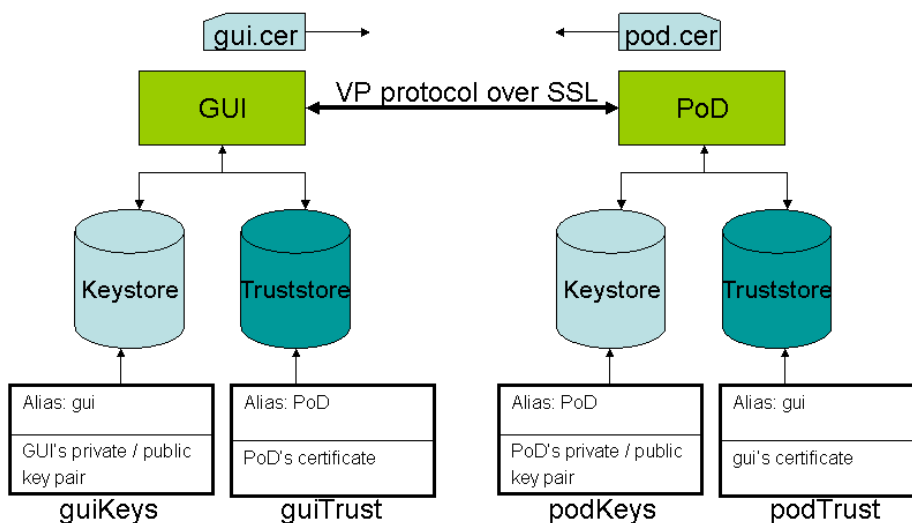 gui.cer
pod.cer
GUI
VP protocol over SSL
PoD
Keystore
Truststore
Keystore
Truststore
Alias: gui
GUI's private / public
key pair
guiKeys
Alias: PoD
PoD's certificate
guiTrust
Alias: PoD
PoD's private / public
key pair
podKeys
Alias: gui
gui's certificate
podTrust